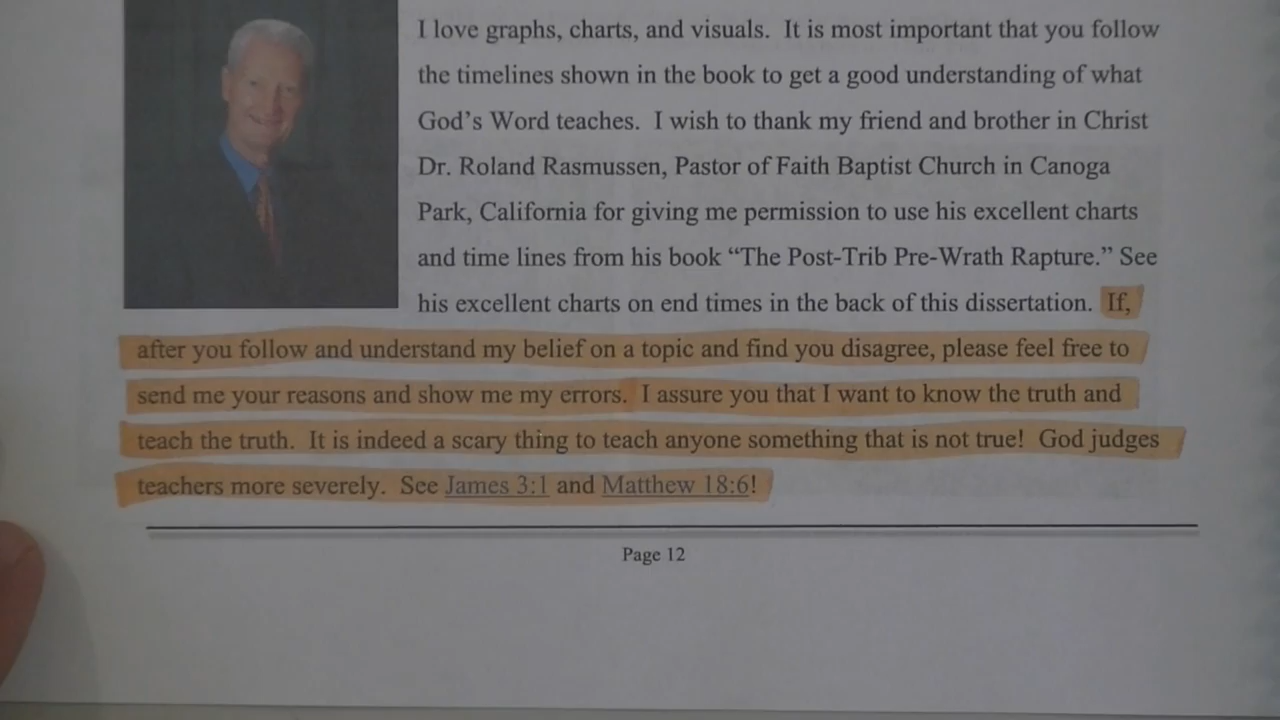 I love graphs, charts, and visuals.  It is most important that you follow
the timelines shown in the book to get a good understanding of what
God's Word teaches.  I wish to thank my friend and brother in Christ
Dr. Roland Rasmussen, Pastor of Faith Baptist Church in Canoga
Park, California for giving me permission to use his excellent charts
and time lines from his book “The Post-Trib Pre-Wrath Rapture.” See
his excellent charts on end times in the back of this dissertation.  If,
after you follow and understand my belief on a topic and find you disagree, please feel free to
send me your reasons and show me my errors.  I assure you that I want to know the truth and
teach the truth.  It is indeed a scary thing to teach anyone something that is not true!  God judges
teachers more severely.  See James 3:1 and Matthew 18:6!
Page 12